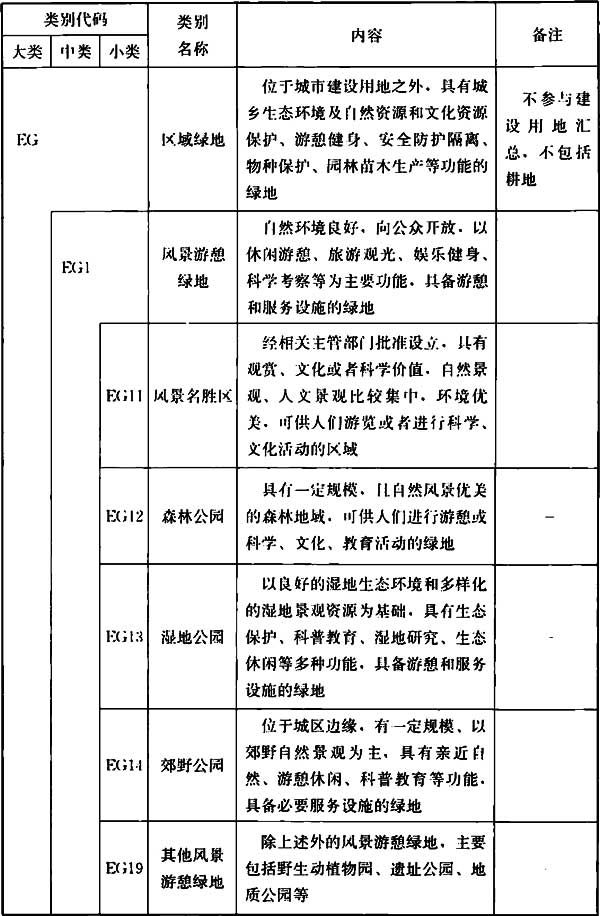 类别代码
大类 中类 小类
类别
名称
内容
备注
EG
区域绿地
位于城市建设用地之外，具有城
乡生态环境及自然资源和文化资源
保护、游憩健身、安全防护隔离、
物种保护、园林苗木生产等功能的
绿地
不参与建
设用地汇
总，不包括
耕地
EG1
风景游憩
绿地
自然环境良好，向公众开放，以
休闲游憩、旅游观光、娱乐健身、
科学考察等为主要功能，具备游憩
和服务设施的绿地
EG11
风景名胜区
经相关主管部门批准设立，具有
观赏、文化或者科学价值，自然景
观、人文景观比较集中，环境优
美，可供人们游览或者进行科学、
文化活动的区域
EG12
森林公园
具有一定规模，且自然风景优美
的森林地域，可供人们进行游憩或
科学、文化、教育活动的绿地
—
EG13
湿地公园
以良好的湿地生态环境和多样化
的湿地景观资源为基础，具有生态
保护、科普教育、湿地研究、生态
休闲等多种功能，具备游憩和服务
设施的绿地
-
EG14
郊野公园
位于城区边缘，有一定规模、以
郊野自然景观为主，具有亲近自
然、游憩休闲、科普教育等功能，
具备必要服务设施的绿地
EG19
其他风景
游憩绿地
除上述外的风景游憩绿地，主要
包括野生动植物园、遗址公园、地
质公园等